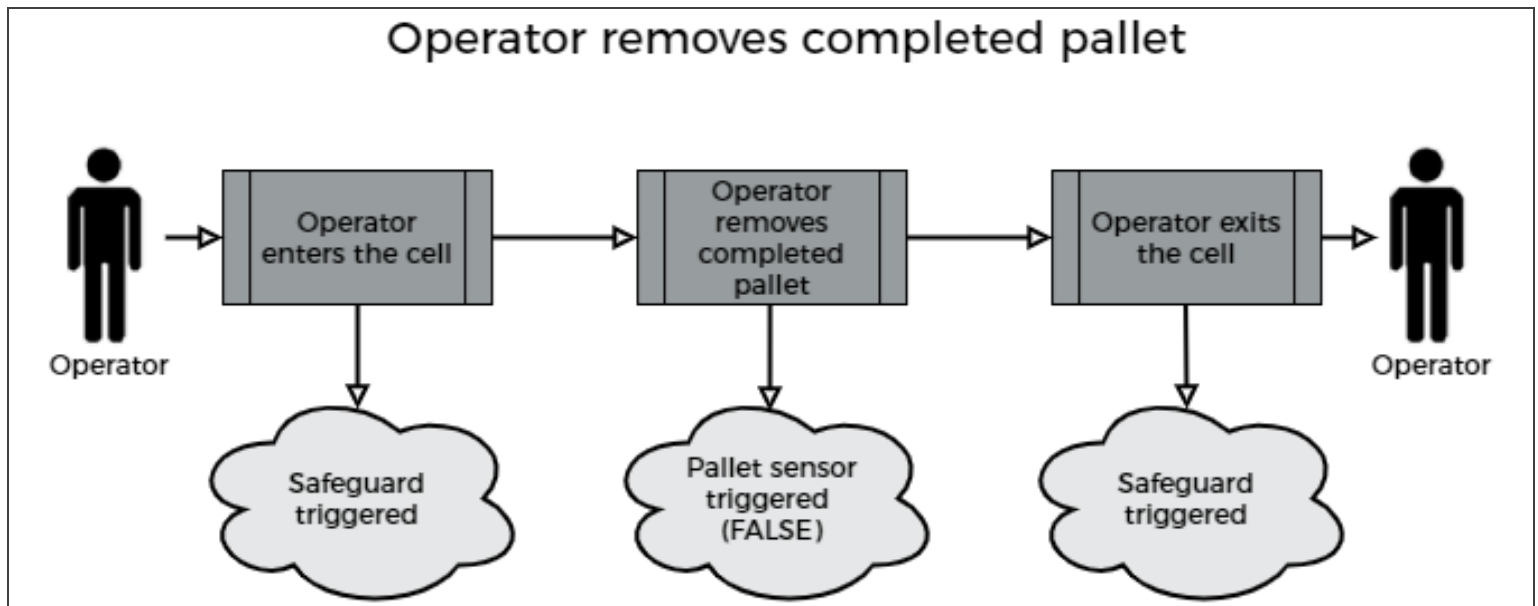 Operator removes completed pallet
Operator
enters the cell
Operator
removes
completed
pallet
Operator exits
the cell
Operator
Operator
Safeguard
triggered
Pallet sensor
triggered
(FALSE)
Safeguard
triggered